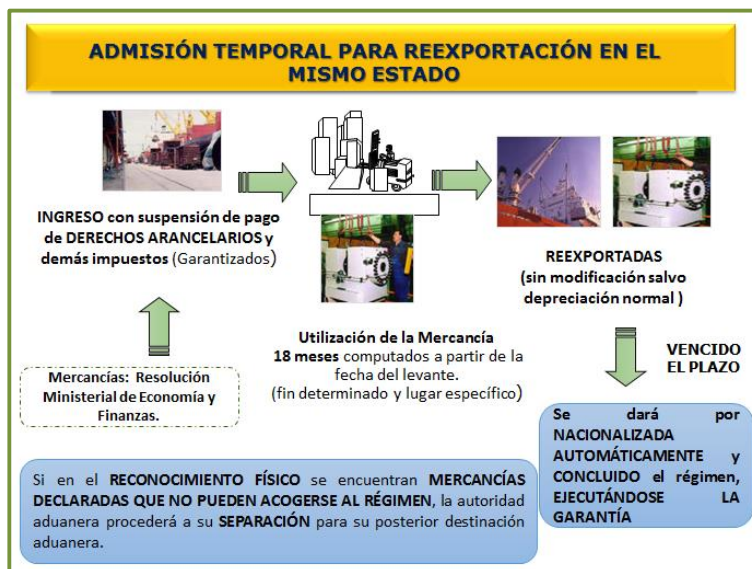 ADMISIÓN TEMPORAL PARA REEXPORTACIÓN EN EL
MISMO ESTADO
INGRESO con suspensión de pago
de DERECHOS ARANCELARIOS y
demás impuestos (Garantizados)
Mercancías: Resolución
Ministerial de Economía y
Finanzas.
Utilización de la Mercancía
18 meses computados a partir de la
fecha del levante.
(fin determinado y lugar específico)
REEXPORTADAS
(sin modificación salvo
depreciación normal )
VENCIDO
EL PLAZO
Se dará por
NACIONALIZADA
AUTOMÁTICAMENTE y
CONCLUIDO el régimen,
EJECUTÁNDOSE LA
GARANTÍA
Si en el RECONOCIMIENTO FÍSICO se encuentran MERCANCÍAS
DECLARADAS QUE NO PUEDEN ACOGERSE AL RÉGIMEN, la autoridad
aduanera procederá a su SEPARACIÓN para su posterior destinación
aduanera.